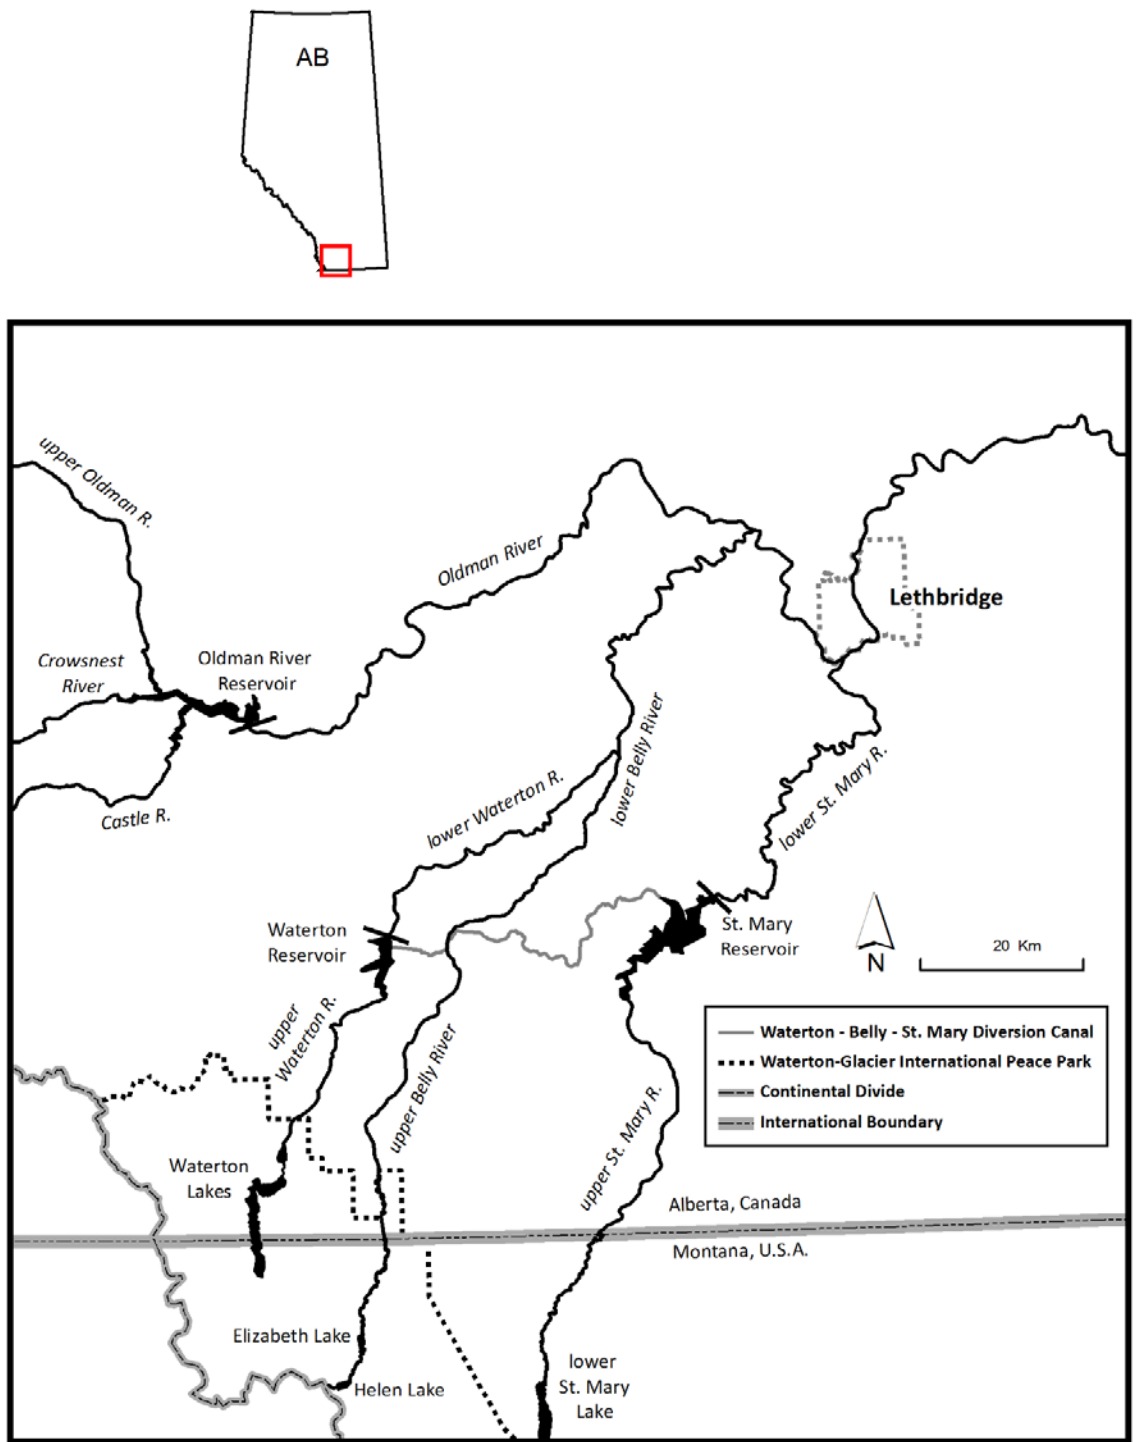 AB
upper Oldman R.
Oldman River
Lethbridge
Crowsnest
River
Oldman River
Reservoir
Castle R.
lower Waterton R.
lower Belly River
lower St. Mary R.
Waterton
Reservoir
St. Mary
Reservoir
N
20 Km
upper
Waterton R.
upper Belly River
upper St. Mary R.
Waterton - Belly - St. Mary Diversion Canal
Waterton-Glacier International Peace Park
Continental Divide
International Boundary
Waterton
Lakes
Alberta, Canada
Montana, U.S.A.
Elizabeth Lake
Helen Lake
lower
St. Mary
Lake